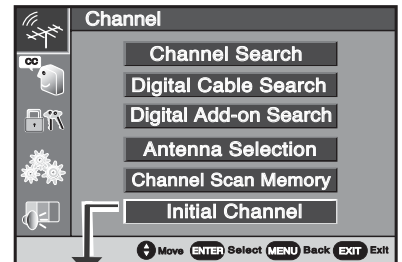 Channel
CC
Channel Search
Digital Cable Search
Digital Add-on Search
Antenna Selection
Channel Scan Memory
Initial Channel
Move ENTER Select MENU Back EXIT Exit